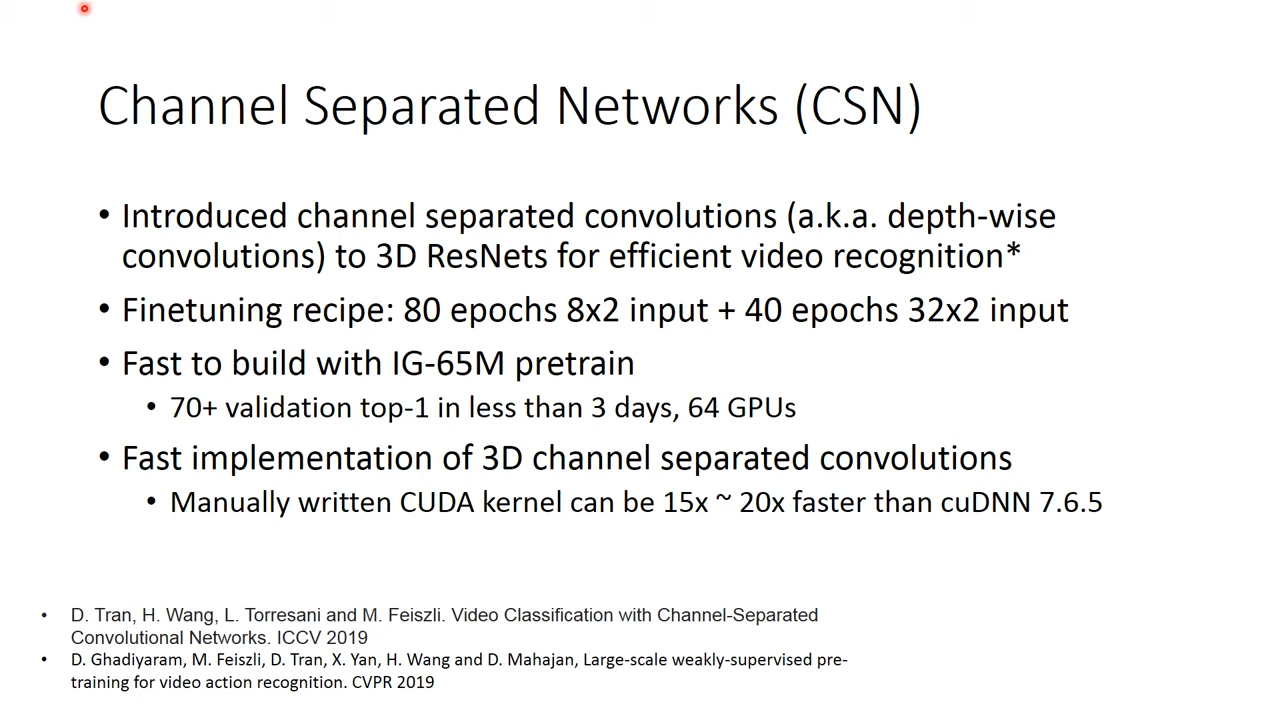 Channel Separated Networks (CSN)
• Introduced channel separated convolutions (a.k.a. depth-wise
convolutions) to 3D ResNets for efficient video recognition*
• Finetuning recipe: 80 epochs 8x2 input + 40 epochs 32x2 input
• Fast to build with IG-65M pretrain
• 70+ validation top-1 in less than 3 days, 64 GPUs
• Fast implementation of 3D channel separated convolutions
• Manually written CUDA kernel can be 15x ~ 20x faster than cuDNN 7.6.5
• D. Tran, H. Wang, L. Torresani and M. Feiszli. Video Classification with Channel-Separated
Convolutional Networks. ICCV 2019
• D. Ghadiyaram, M. Feiszli, D. Tran, X. Yan, H. Wang and D. Mahajan, Large-scale weakly-supervised pre-
training for video action recognition. CVPR 2019